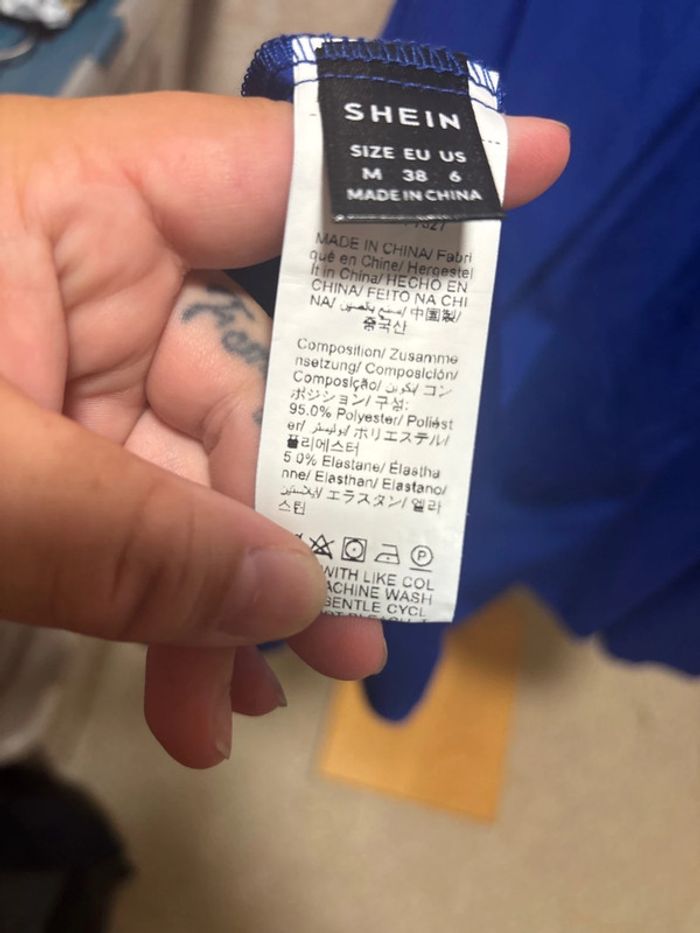 SHEIN
SIZE EU US
M 38 6
MADE IN CHINA
MADE IN CHINA/ Fabri
qué en Chine/ Hergestel
lt in China/ HECHO EN
CHINA/ FEITO NA CHI
NA/ صنع بالصين/ 中国製/
중국산
Composition/ Zusamme
nsetzung/ Composición/
Composição/ تكوين/ コン
ポジション/ 구성:
95.0% Polyester/ Poliést
er/ بوليستر/ ポリエステル/
폴리에스터
5.0% Elastane/ Élastha
nne/ Elasthan/ Elastano/
إيلاستين/ エラスタン/ 엘라
스틴
P
WITH LIKE COL
ACHINE WASH
GENTLE CYCL